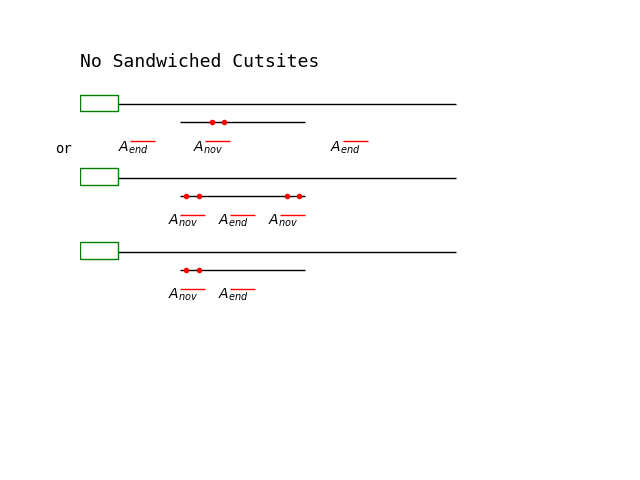 No Sandwiched Cutsites
or A_end A_nov A_end
A_nov A_end A_nov
A_nov A_end